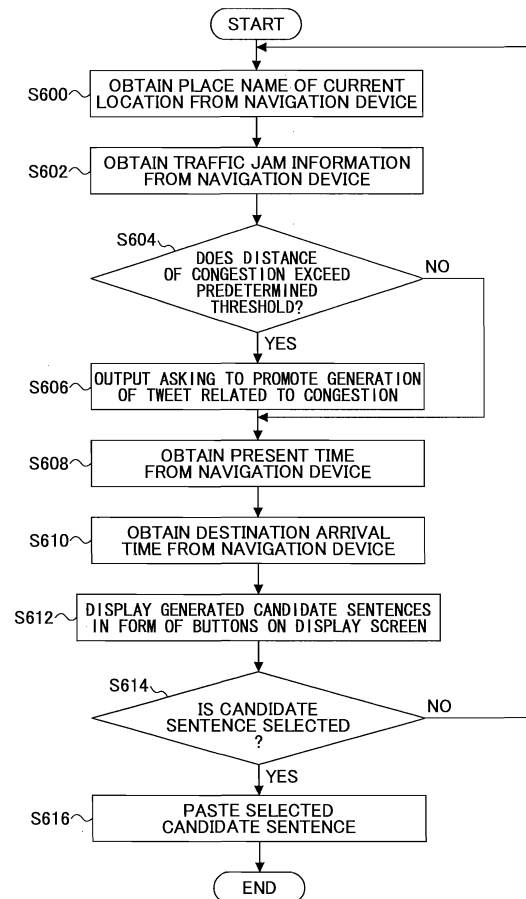 START
S600
OBTAIN PLACE NAME OF CURRENT
LOCATION FROM NAVIGATION DEVICE
S602
OBTAIN TRAFFIC JAM INFORMATION
FROM NAVIGATION DEVICE
S604
DOES DISTANCE
OF CONGESTION EXCEED
PREDETERMINED
THRESHOLD?
NO
YES
S606
OUTPUT ASKING TO PROMOTE GENERATION
OF TWEET RELATED TO CONGESTION
S608
OBTAIN PRESENT TIME
FROM NAVIGATION DEVICE
S610
OBTAIN DESTINATION ARRIVAL
TIME FROM NAVIGATION DEVICE
S612
DISPLAY GENERATED CANDIDATE SENTENCES
IN FORM OF BUTTONS ON DISPLAY SCREEN
S614
IS CANDIDATE
SENTENCE SELECTED
?
NO
YES
S616
PASTE SELECTED
CANDIDATE SENTENCE
END